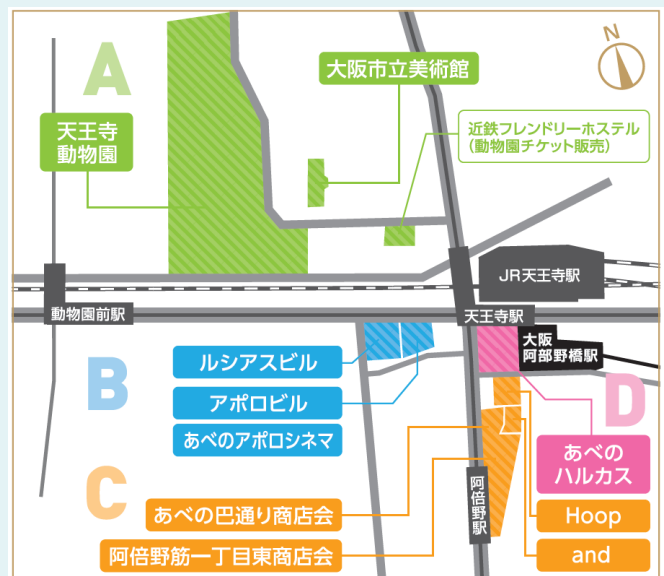 N
A
大阪市立美術館
天王寺
動物園
近鉄フレンドリーホステル
(動物園チケット販売)
JR天王寺駅
動物園前駅
天王寺駅
大阪
阿部野橋駅
B
ルシアスビル
アポロビル
あべのアポロシネマ
D
あべの
ハルカス
C
あべの巴通り商店会
阿倍野筋一丁目東商店会
阿倍野駅
Hoop
and